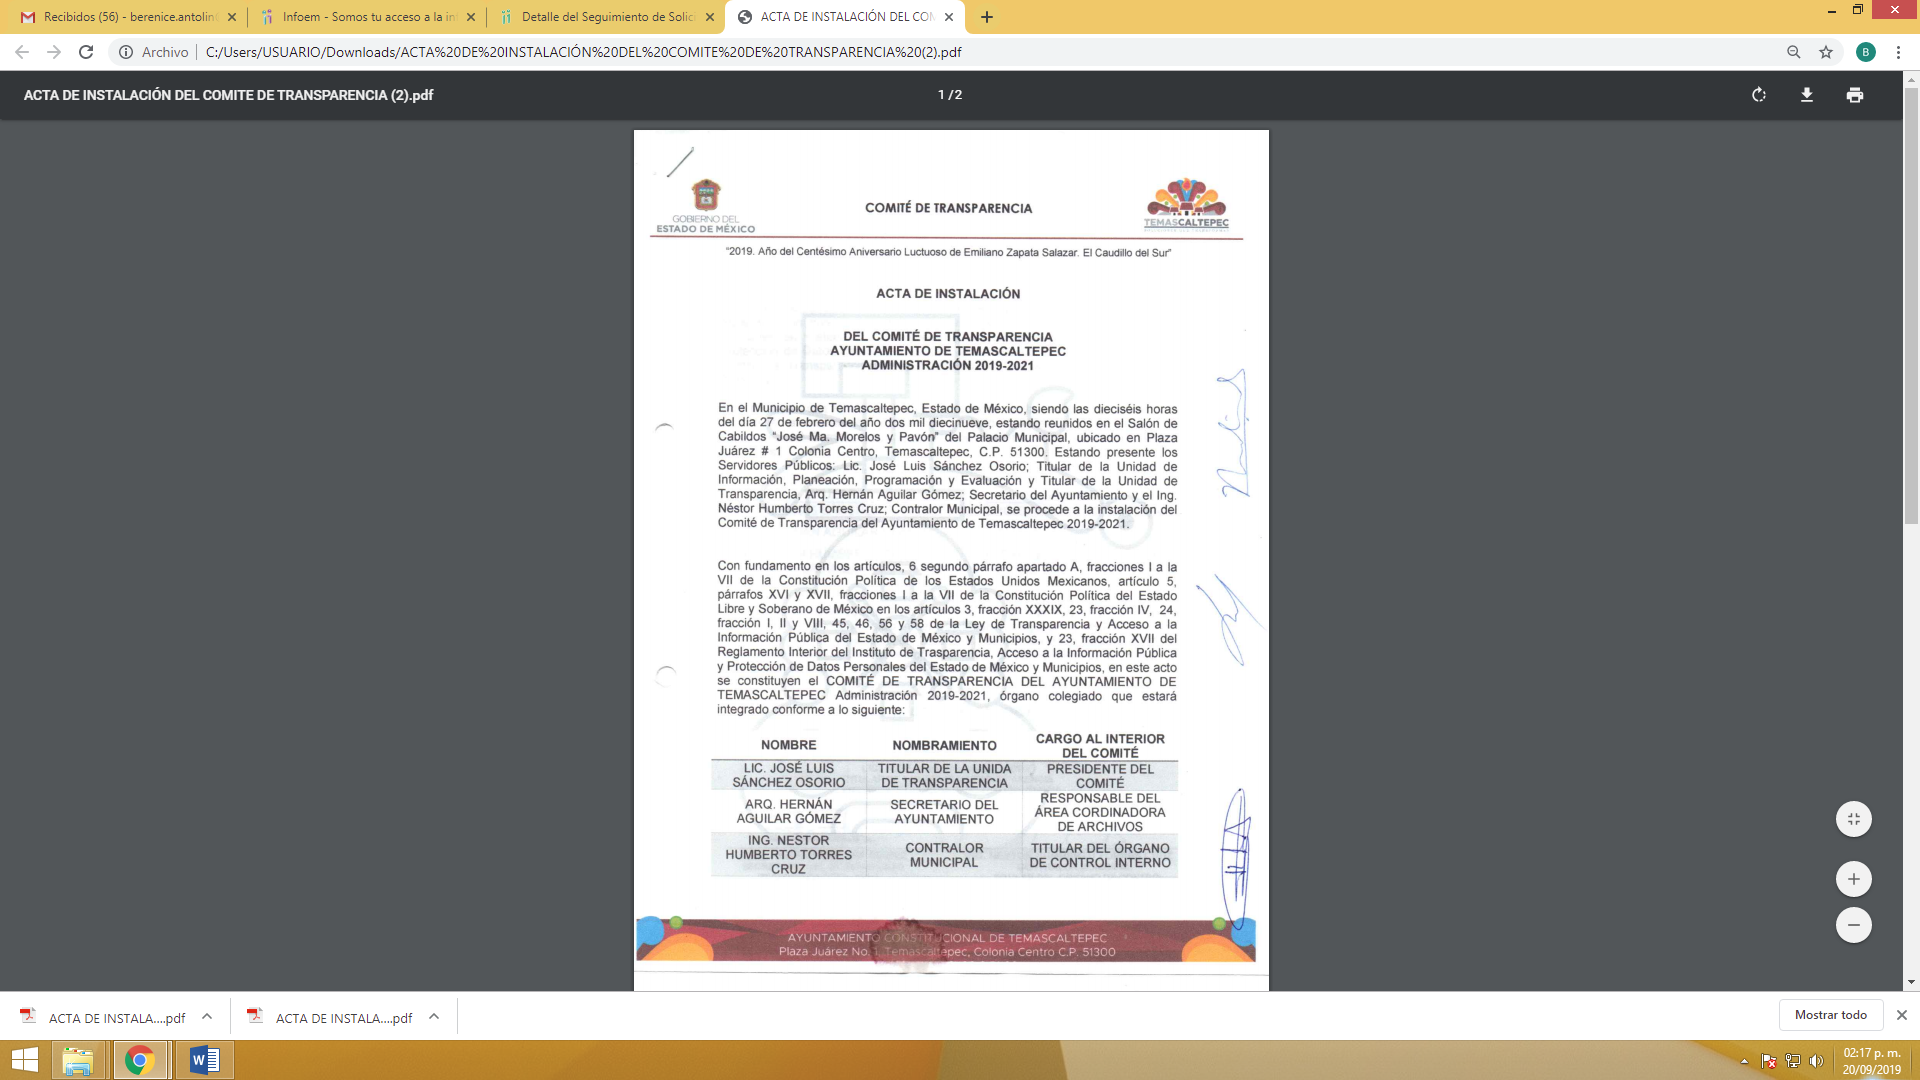 Recibidos (56) - berenice.antolin
Infoem - Somos tu acceso a la in
Detalle del Seguimiento de Solici
ACTA DE INSTALACIÓN DEL COM
Archivo
C:/Users/USUARIO/Downloads/ACTA%20DE%20INSTALACIÓN%20DEL%20COMITE%20DE%20TRANSPARENCIA%20(2).pdf
B
ACTA DE INSTALACIÓN DEL COMITE DE TRANSPARENCIA (2).pdf
1 / 2
GOBIERNO DEL
ESTADO DE MÉXICO
COMITÉ DE TRANSPARENCIA
TEMASCALTEPEC
"2019. Año del Centésimo Aniversario Luctuoso de Emiliano Zapata Salazar. El Caudillo del Sur"
ACTA DE INSTALACIÓN
DEL COMITÉ DE TRANSPARENCIA
AYUNTAMIENTO DE TEMASCALTEPEC
ADMINISTRACIÓN 2019-2021
En el Municipio de Temascaltepec, Estado de México, siendo las dieciséis horas
del día 27 de febrero del año dos mil diecinueve, estando reunidos en el Salón de
Cabildos "José Ma. Morelos y Pavón" del Palacio Municipal, ubicado en Plaza
Juárez # 1 Colonia Centro, Temascaltepec, C.P. 51300. Estando presente los
Servidores Públicos: Lic. José Luis Sánchez Osorio; Titular de la Unidad de
Información, Planeación, Programación y Evaluación y Titular de la Unidad de
Transparencia, Arq. Hernán Aguilar Gómez; Secretario del Ayuntamiento y el Ing.
Néstor Humberto Torres Cruz; Contralor Municipal, se procede a la instalación del
Comité de Transparencia del Ayuntamiento de Temascaltepec 2019-2021.
Con fundamento en los artículos, 6 segundo párrafo apartado A, fracciones I a la
VII de la Constitución Política de los Estados Unidos Mexicanos, artículo 5,
párrafos XVI y XVII, fracciones I a la VII de la Constitución Política del Estado
Libre y Soberano de México en los artículos 3, fracción XXXIX, 23, fracción IV, 24,
fracción I, II y VIII, 45, 46, 56 y 58 de la Ley de Transparencia y Acceso a la
Información Pública del Estado de México y Municipios, y 23, fracción XVII del
Reglamento Interior del Instituto de Trasparencia, Acceso a la Información Pública
y Protección de Datos Personales del Estado de México y Municipios, en este acto
se constituyen el COMITÉ DE TRANSPARENCIA DEL AYUNTAMIENTO DE
TEMASCALTEPEC Administración 2019-2021, órgano colegiado que estará
integrado conforme a lo siguiente:
NOMBRE
NOMBRAMIENTO
CARGO AL INTERIOR
DEL COMITÉ
LIC. JOSÉ LUIS
SÁNCHEZ OSORIO
TITULAR DE LA UNIDA
DE TRANSPARENCIA
PRESIDENTE DEL
COMITÉ
ARQ. HERNÁN
AGUILAR GÓMEZ
SECRETARIO DEL
AYUNTAMIENTO
RESPONSABLE DEL
ÁREA CORDINADORA
DE ARCHIVOS
ING. NESTOR
HUMBERTO TORRES
CRUZ
CONTRALOR
MUNICIPAL
TITULAR DEL ÓRGANO
DE CONTROL INTERNO
AYUNTAMIENTO CONSTITUCIONAL DE TEMASCALTEPEC
Plaza Juárez No. 1, Temascaltepec, Colonia Centro C.P. 51300
ACTA DE INSTALA....pdf
ACTA DE INSTALA....pdf
Mostrar todo
02:17 p. m.
20/09/2019